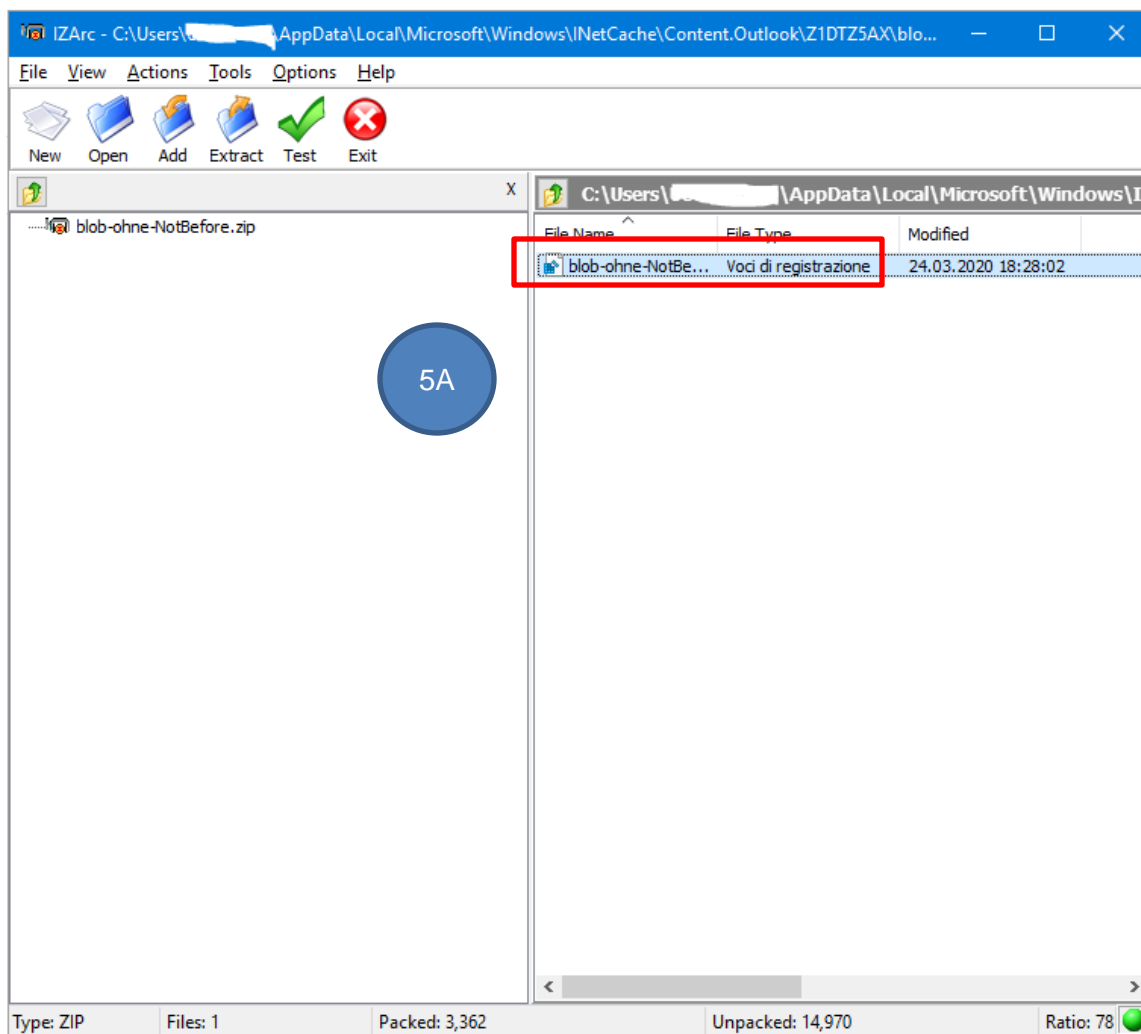 IZArc - C:\Users\ \AppData\Local\Microsoft\Windows\INetCache\Content.Outlook\Z1DTZ5AX\blo...
File View Actions Tools Options Help
New Open Add Extract Test Exit
X
C:\Users\ \AppData\Local\Microsoft\Windows\I
blob-ohne-NotBefore.zip
File Name File Type Modified
blob-ohne-NotBe... Voci di registrazione 24.03.2020 18:28:02
5A
Type: ZIP Files: 1 Packed: 3,362 Unpacked: 14,970 Ratio: 78